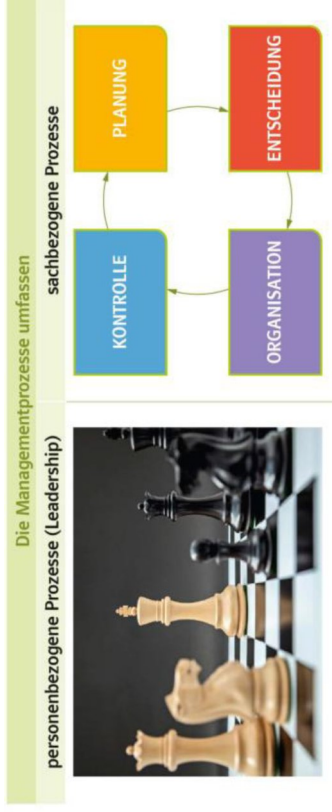 Die Managementprozesse umfassen
personenbezogene Prozesse (Leadership)
sachbezogene Prozesse
KONTROLLE
PLANUNG
ORGANISATION
ENTSCHEIDUNG